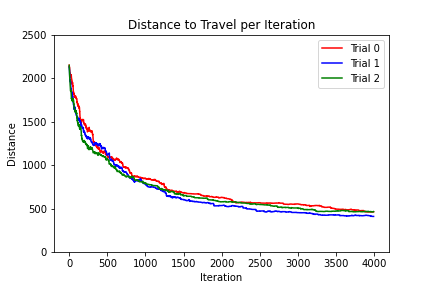 Distance to Travel per Iteration
Trial 0
Trial 1
Trial 2
Distance
2500
2000
1500
1000
500
0
0 500 1000 1500 2000 2500 3000 3500 4000
Iteration